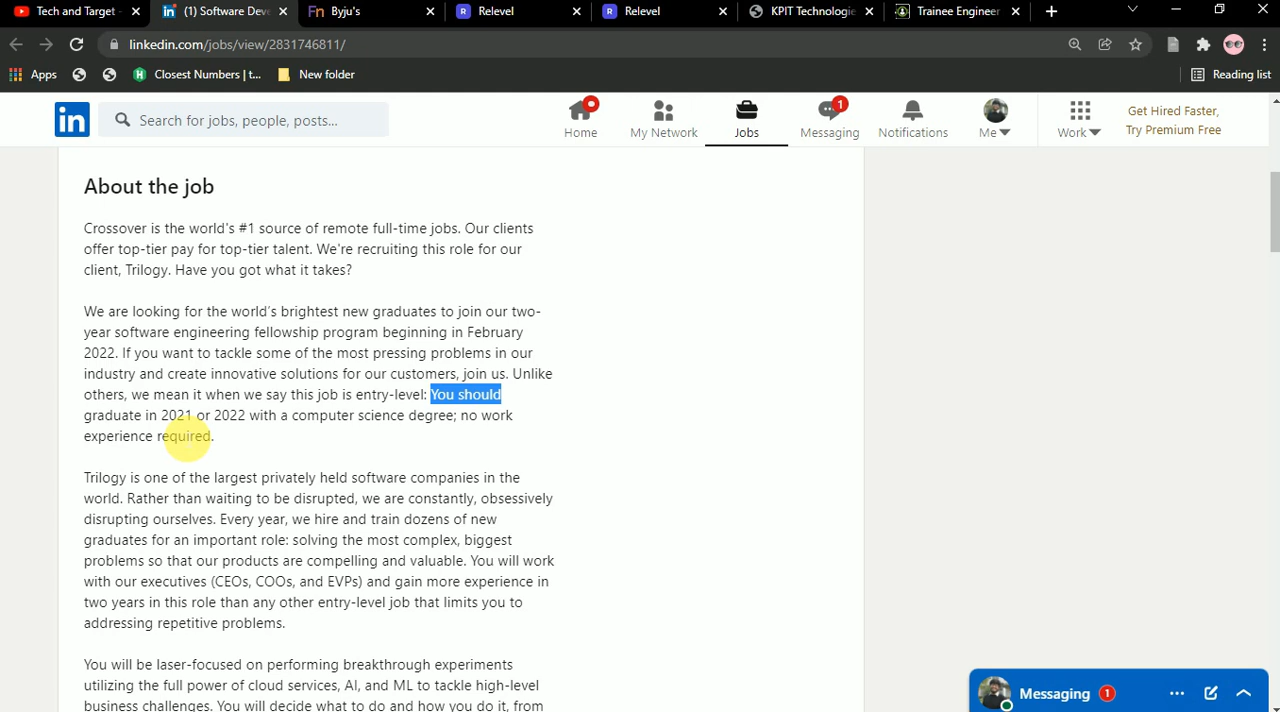 Tech and Target -
(1) Software Deve
Byju's
Relevel
Relevel
KPIT Technologie
Trainee Engineer
linkedin.com/jobs/view/2831746811/
Apps
Closest Numbers | t...
New folder
Reading list
in
Search for jobs, people, posts...
Home
My Network
Jobs
1
Messaging
Notifications
Me
Work
Get Hired Faster,
Try Premium Free
About the job
Crossover is the world's #1 source of remote full-time jobs. Our clients
offer top-tier pay for top-tier talent. We're recruiting this role for our
client, Trilogy. Have you got what it takes?
We are looking for the world's brightest new graduates to join our two-
year software engineering fellowship program beginning in February
2022. If you want to tackle some of the most pressing problems in our
industry and create innovative solutions for our customers, join us. Unlike
others, we mean it when we say this job is entry-level: You should
graduate in 2021 or 2022 with a computer science degree; no work
experience required.
Trilogy is one of the largest privately held software companies in the
world. Rather than waiting to be disrupted, we are constantly, obsessively
disrupting ourselves. Every year, we hire and train dozens of new
graduates for an important role: solving the most complex, biggest
problems so that our products are compelling and valuable. You will work
with our executives (CEOs, COOs, and EVPs) and gain more experience in
two years in this role than any other entry-level job that limits you to
addressing repetitive problems.
You will be laser-focused on performing breakthrough experiments
utilizing the full power of cloud services, AI, and ML to tackle high-level
business challenges. You will decide what to do and how you do it, from
Messaging 1